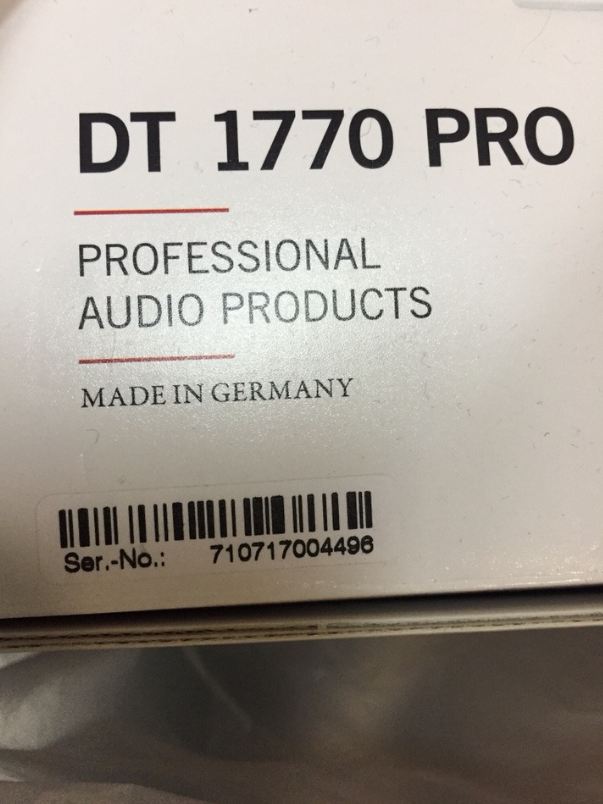 DT 1770 PRO
PROFESSIONAL
AUDIO PRODUCTS
MADE IN GERMANY
Ser.-No.: 710717004496